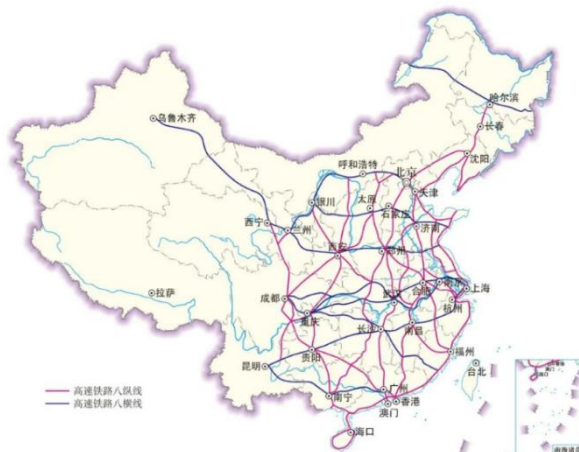 哈尔滨
长春
乌鲁木齐
沈阳
呼和浩特
北京
天津
银川
太原
石家庄
济南
西宁
兰州
西安
郑州
南京
合肥
上海
拉萨
成都
武汉
杭州
重庆
长沙
南昌
贵阳
福州
昆明
台北
高速铁路八纵线
高速铁路八横线
南宁
广州
香港
澳门
海口